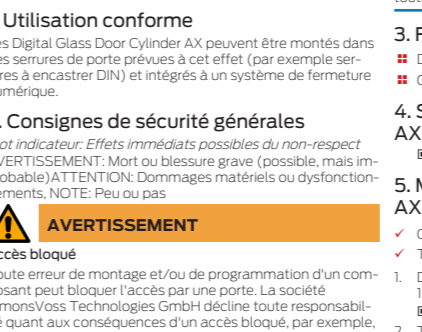 Utilisation conforme
es Digital Glass Door Cylinder AX peuvent être montés dans
es serrures de porte prévues à cet effet (par exemple ser-
res à encastrer DIN) et intégrés à un système de fermeture
umérique.
. Consignes de sécurité générales
ot indicateur: Effets immédiats possibles du non-respect
VERTISSEMENT: Mort ou blessure grave (possible, mais im-
obable)ATTENTION: Dommages matériels ou dysfonction-
ements, NOTE: Peu ou pas
AVERTISSEMENT
ccès bloqué
oute erreur de montage et/ou de programmation d'un com-
osant peut bloquer l'accès par une porte. La société
monsVoss Technologies GmbH décline toute responsabil-
é quant aux conséquences d'un accès bloqué, par exemple,
3. F
D
C
4. S
AX
5. M
AX
C
T
1. D
1
2. T